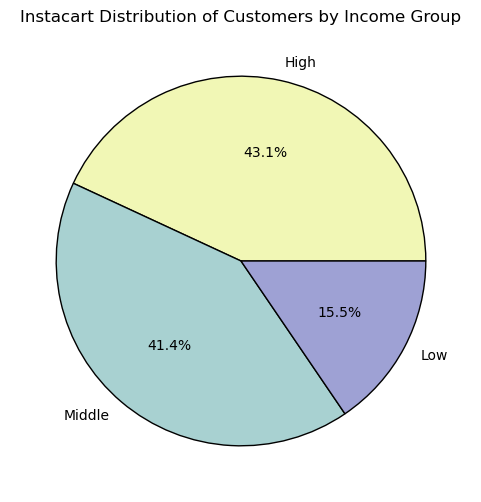 Instacart Distribution of Customers by Income Group
High
43.1%
15.5%
41.4%
Low
Middle